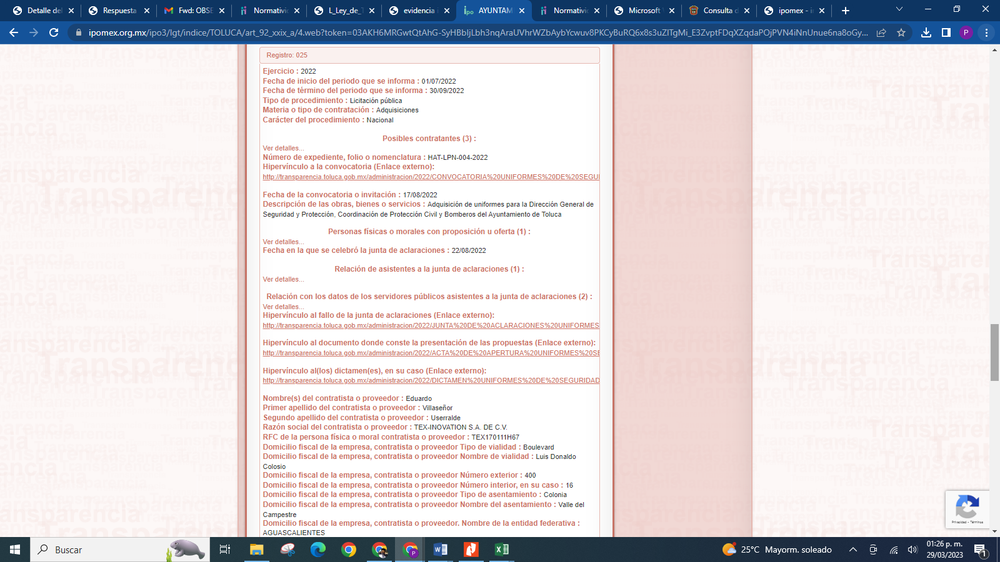 Detalle del
Respuesta
Fwd: OBSE
Normativid
L_Ley_de_T
evidencia
AYUNTAM
Normativid
Microsoft
Consulta d
ipomex - i
ipomex.org.mx/ipo3/lgt/indice/TOLUCA/art_92_xxix_a/4.web?token=03AKH6MRGwtQtAhG-SyHBbIjLbh3nqAraUVhrWZbAybYcwuv8PKCyBuRQ6x8s3uZlTgMi_E3ZvptFDqXZqdaPOjPVN4iNnUnue6na8oGy...
Registro: 025
Ejercicio : 2022
Fecha de inicio del periodo que se informa : 01/07/2022
Fecha de término del periodo que se informa : 30/09/2022
Tipo de procedimiento : Licitación pública
Materia o tipo de contratación : Adquisiciones
Carácter del procedimiento : Nacional
Posibles contratantes (3) :
Ver detalles...
Número de expediente, folio o nomenclatura : HAT-LPN-004-2022
Hipervínculo a la convocatoria (Enlace externo):
http://transparencia.toluca.gob.mx/administracion/2022/CONVOCATORIA%20UNIFORMES%20DE%20SEGU
Fecha de la convocatoria o invitación : 17/08/2022
Descripción de las obras, bienes o servicios : Adquisición de uniformes para la Dirección General de
Seguridad y Protección, Coordinación de Protección Civil y Bomberos del Ayuntamiento de Toluca
Personas físicas o morales con proposición u oferta (1) :
Ver detalles...
Fecha en la que se celebró la junta de aclaraciones : 22/08/2022
Relación de asistentes a la junta de aclaraciones (1) :
Ver detalles...
Relación con los datos de los servidores públicos asistentes a la junta de aclaraciones (2) :
Ver detalles...
Hipervínculo al fallo de la junta de aclaraciones (Enlace externo):
http://transparencia.toluca.gob.mx/administracion/2022/JUNTA%20DE%20ACLARACIONES%20UNIFORMES
Hipervínculo al documento donde conste la presentación de las propuestas (Enlace externo):
http://transparencia.toluca.gob.mx/administracion/2022/ACTA%20DE%20APERTURA%20UNIFORMES%20SE
Hipervínculo al(los) dictamen(es), en su caso (Enlace externo):
http://transparencia.toluca.gob.mx/administracion/2022/DICTAMEN%20UNIFORMES%20DE%20SEGURIDAD
Nombre(s) del contratista o proveedor : Eduardo
Primer apellido del contratista o proveedor : Villaseñor
Segundo apellido del contratista o proveedor : Userralde
Razón social del contratista o proveedor : TEX-INOVATION S.A. DE C.V.
RFC de la persona física o moral contratista o proveedor : TEX170111H67
Domicilio fiscal de la empresa, contratista o proveedor Tipo de vialidad : Boulevard
Domicilio fiscal de la empresa, contratista o proveedor Nombre de vialidad : Luis Donaldo
Colosio
Domicilio fiscal de la empresa, contratista o proveedor Número exterior : 400
Domicilio fiscal de la empresa, contratista o proveedor Número interior, en su caso : 16
Domicilio fiscal de la empresa, contratista o proveedor Tipo de asentamiento : Colonia
Domicilio fiscal de la empresa, contratista o proveedor Nombre del asentamiento : Valle del
Campestre
Domicilio fiscal de la empresa, contratista o proveedor. Nombre de la entidad federativa :
AGUASCALIENTES
Privacidad - Términos
Buscar
25°C Mayorm. soleado
01:26 p. m.
29/03/2023
1